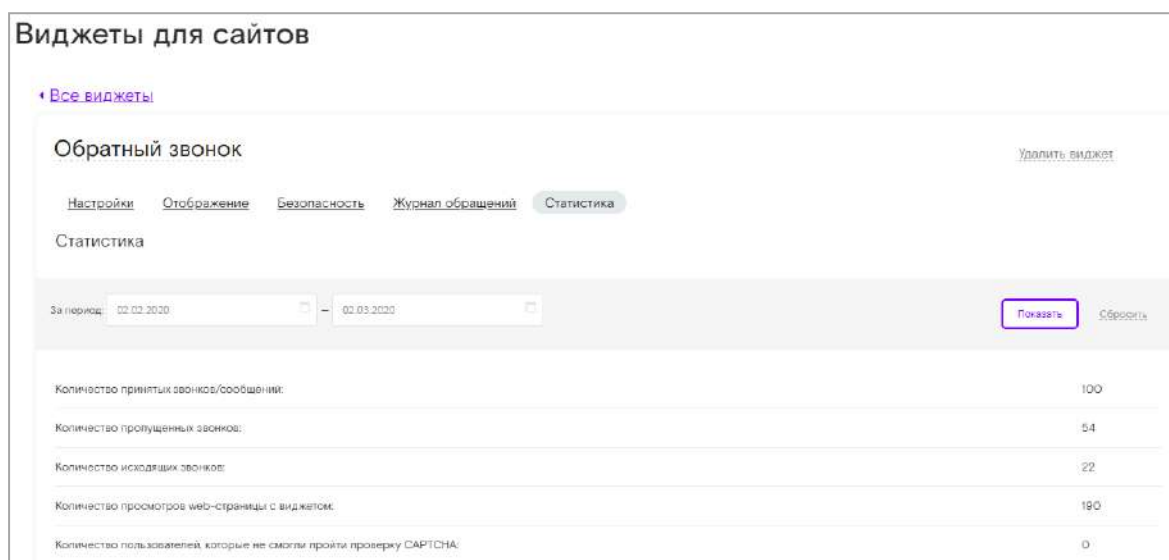 Виджеты для сайтов
Все виджеты
Обратный звонок
Удалить виджет
Настройки Отображение Безопасность Журнал обращений Статистика
Статистика
За период: 02.02.2020 – 02.03.2020 Показать Сбросить
Количество принятых звонков/сообщений: 100
Количество пропущенных звонков: 54
Количество исходящих звонков: 22
Количество просмотров web-страницы с виджетом: 190
Количество пользователей, которые не смогли пройти проверку CAPTCHA: 0